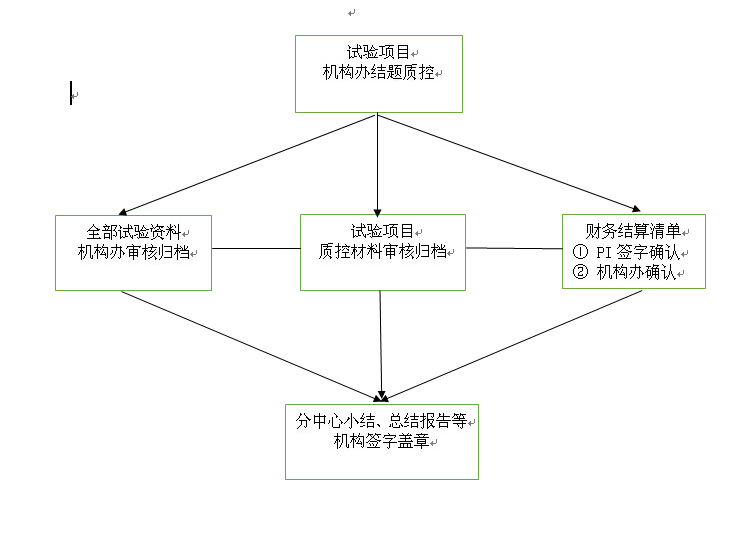 试验项目
机构办结题质控
全部试验资料
机构办审核归档
试验项目
质控材料审核归档
财务结算清单
① PI 签字确认
② 机构办确认
分中心小结、总结报告等
机构签字盖章